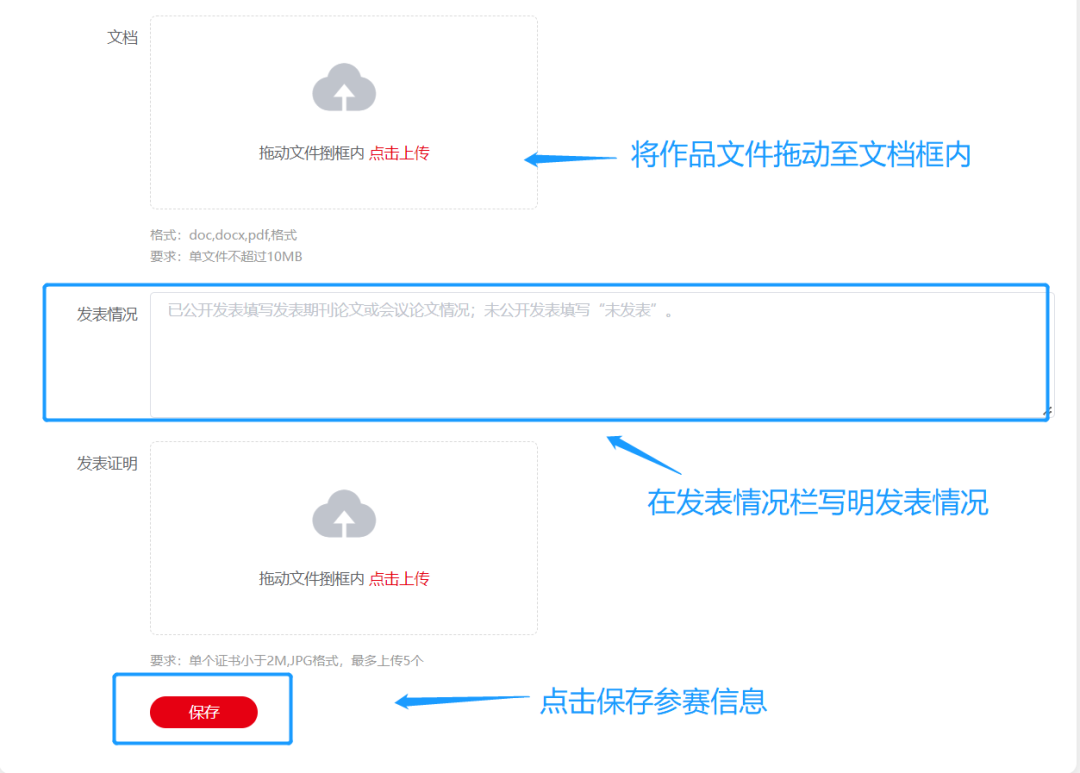 文档
拖动文件捯框内 点击上传
将作品文件拖动至文档框内
格式：doc,docx,pdf,格式
要求：单文件不超过10MB
发表情况
已公开发表填写发表期刊论文或会议论文情况；未公开发表填写“未发表”。
在发表情况栏写明发表情况
发表证明
拖动文件捯框内 点击上传
要求：单个证书小于2M,JPG格式，最多上传5个
保存
点击保存参赛信息